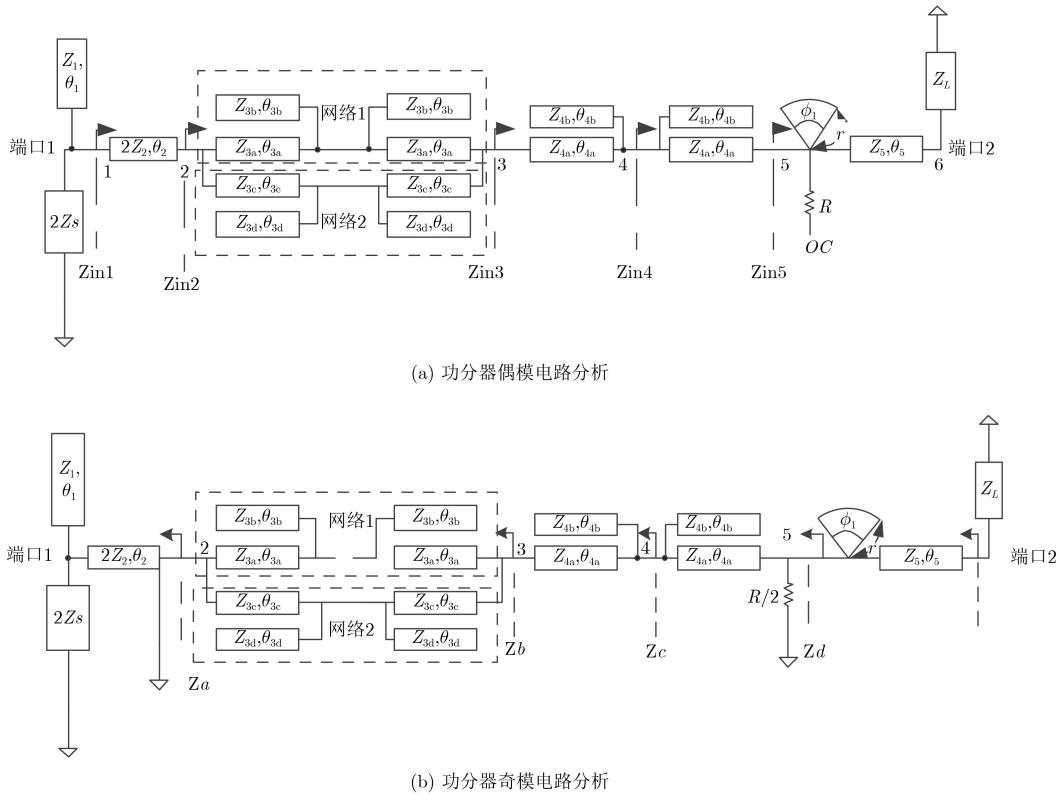 Z₁,
θ₁
Z_L
Z₃b,θ₃b
网络1
Z₃b,θ₃b
Z₄b,θ₄b
Z₄b,θ₄b
ϕ₁
r
端口1
1
2Z₂,θ₂
2
Z₃a,θ₃a
Z₃a,θ₃a
3
Z₄a,θ₄a
4
Z₄a,θ₄a
5
Z₅,θ₅
6
端口2
Z₃c,θ₃c
Z₃c,θ₃c
2Zs
Z₃d,θ₃d
网络2
Z₃d,θ₃d
R
OC
Zin1
Zin2
Zin3
Zin4
Zin5
(a) 功分器偶模电路分析
Z₁,
θ₁
Z_L
Z₃b,θ₃b
网络1
Z₃b,θ₃b
Z₄b,θ₄b
Z₄b,θ₄b
ϕ₁
r
端口1
2Z₂,θ₂
2
Z₃a,θ₃a
Z₃a,θ₃a
3
Z₄a,θ₄a
4
Z₄a,θ₄a
5
Z₅,θ₅
端口2
2Zs
Z₃c,θ₃c
Z₃c,θ₃c
R/2
Z₃d,θ₃d
网络2
Z₃d,θ₃d
Za
Zb
Zc
Zd
(b) 功分器奇模电路分析